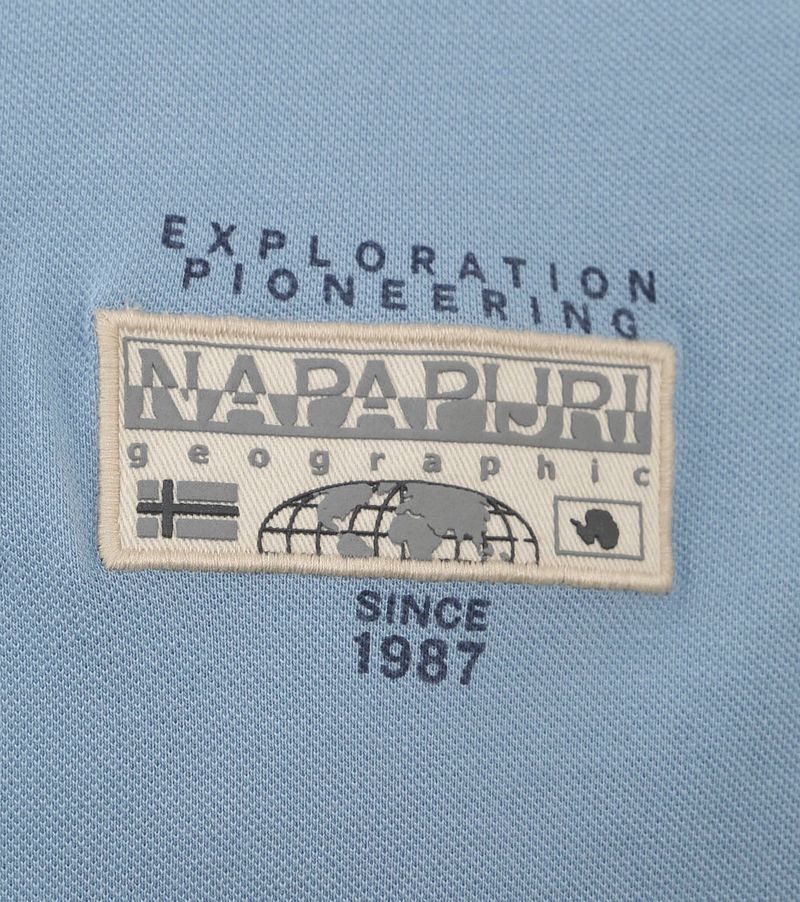 EXPLORATION
PIONEERING
NAPAPIJRI
geographic
SINCE
1987